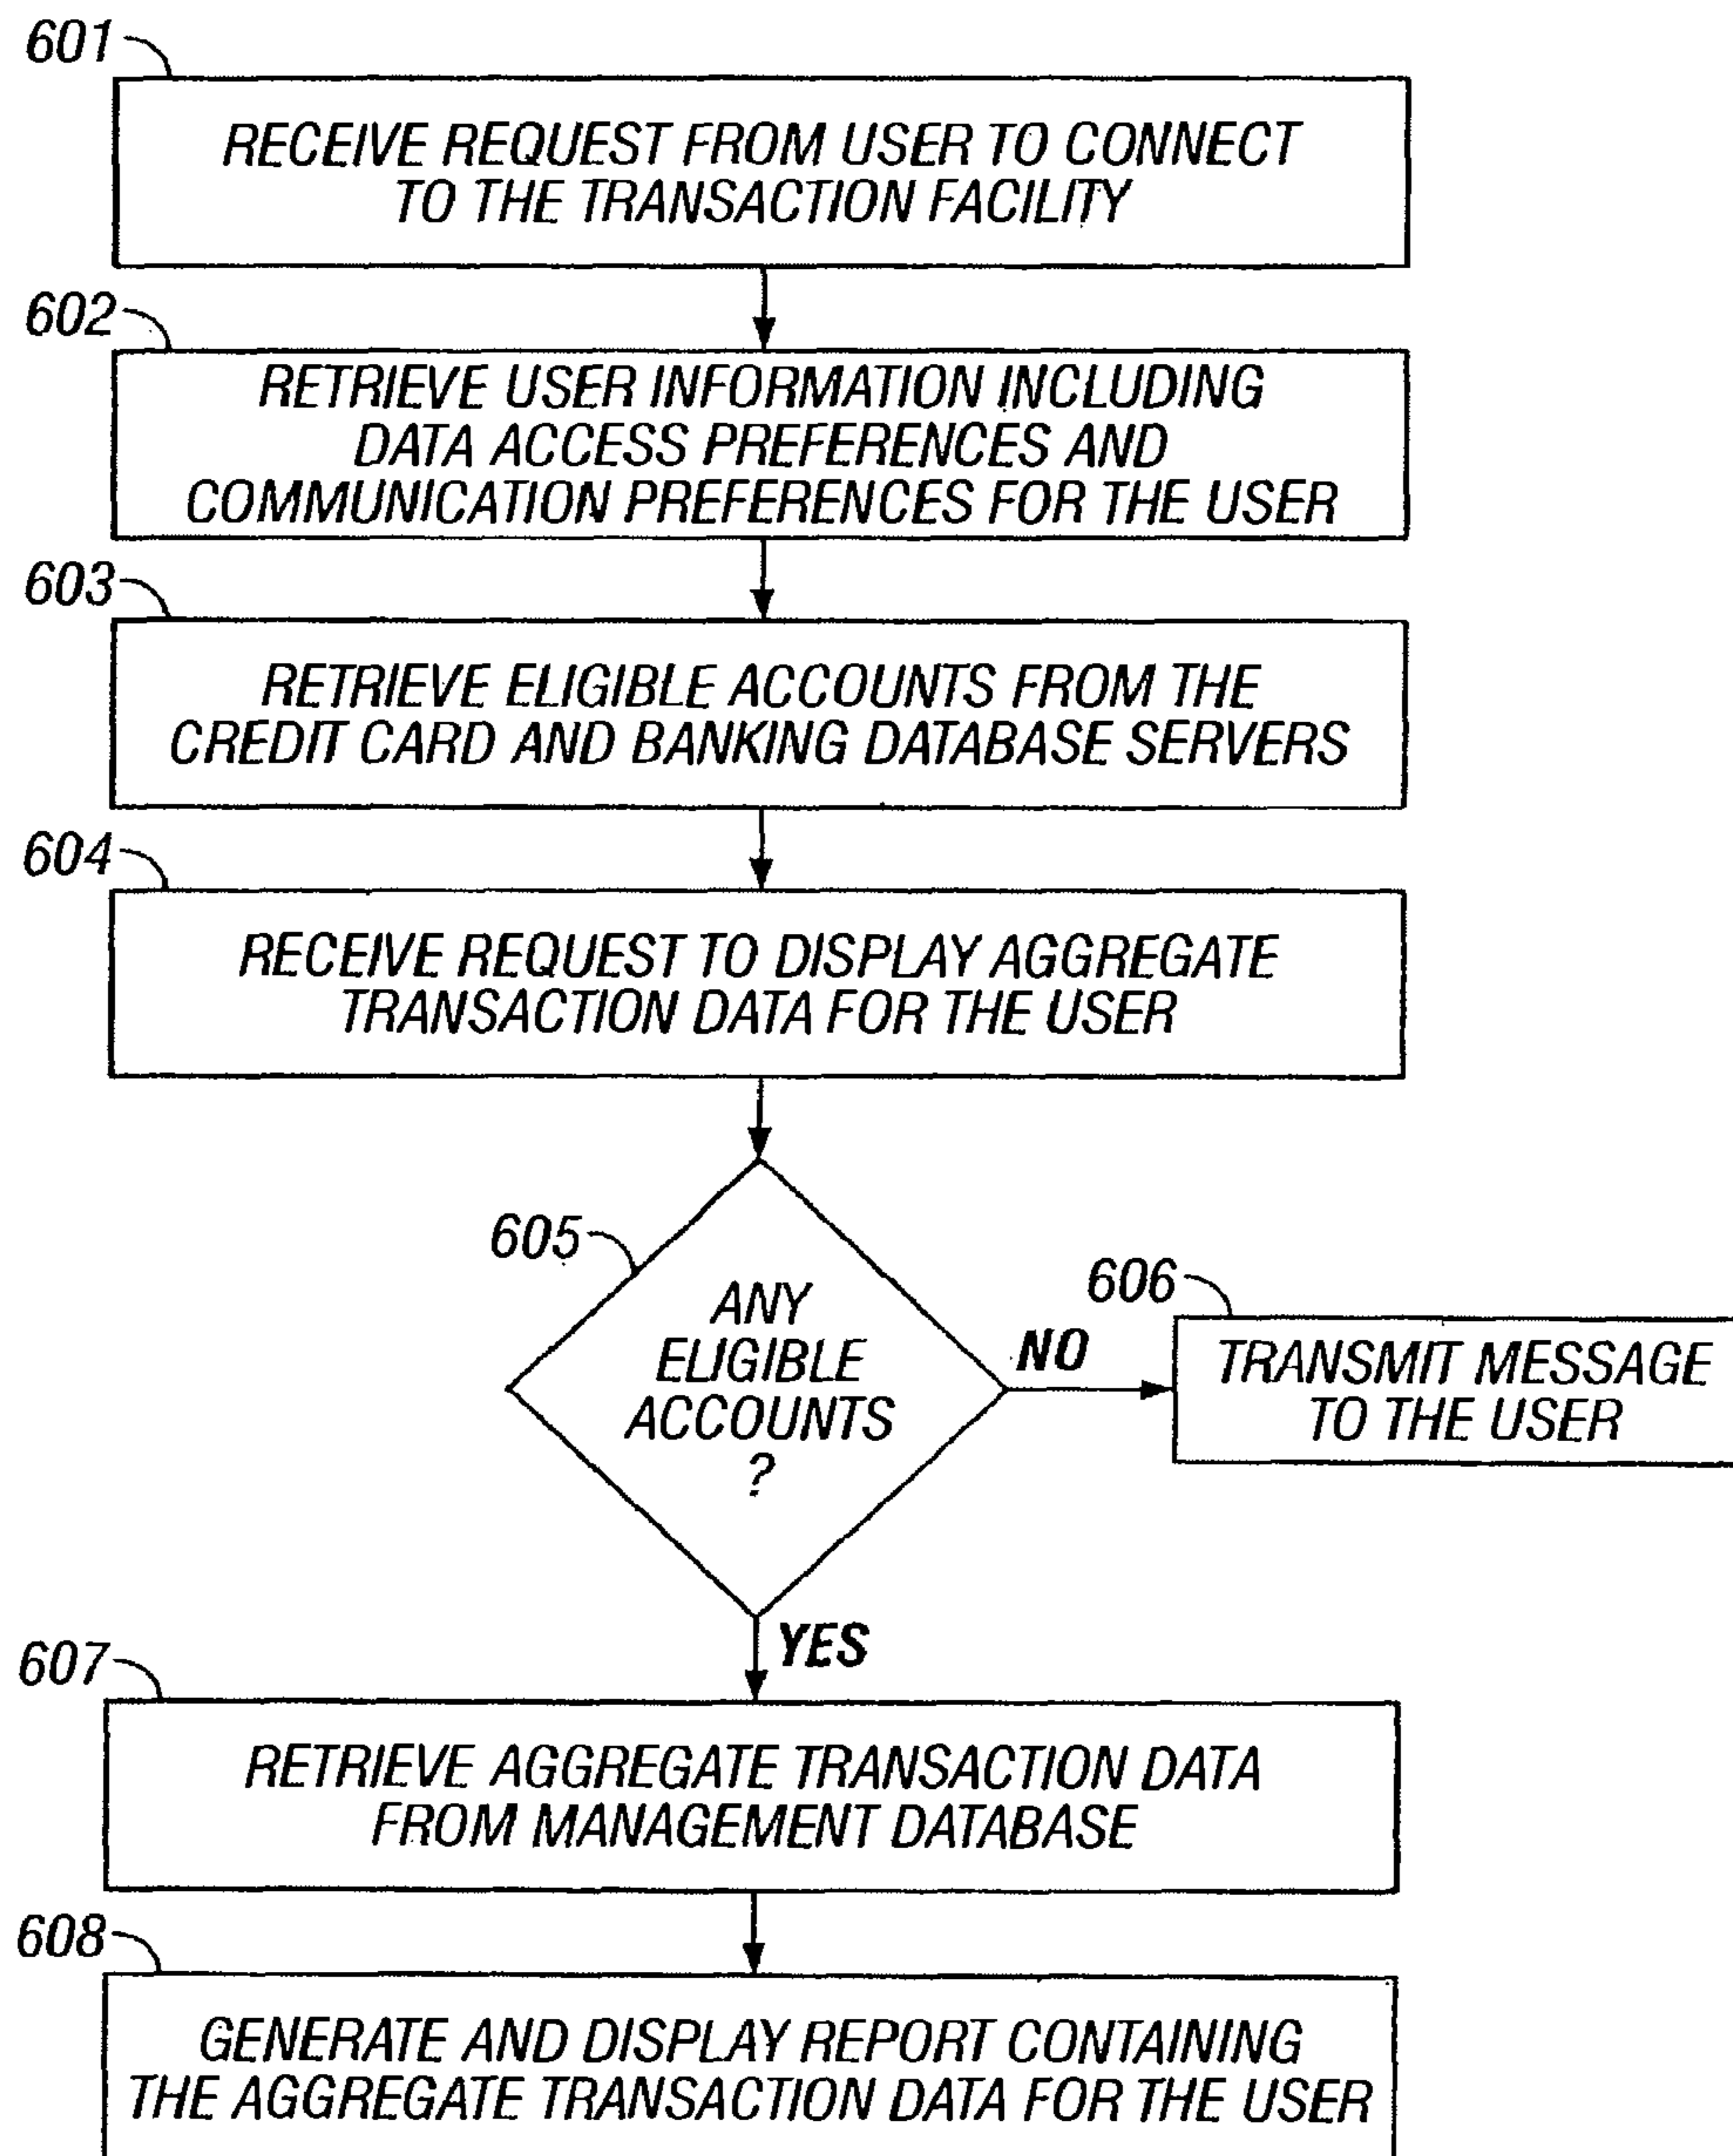 601
RECEIVE REQUEST FROM USER TO CONNECT
TO THE TRANSACTION FACILITY
602
RETRIEVE USER INFORMATION INCLUDING
DATA ACCESS PREFERENCES AND
COMMUNICATION PREFERENCES FOR THE USER
603
RETRIEVE ELIGIBLE ACCOUNTS FROM THE
CREDIT CARD AND BANKING DATABASE SERVERS
604
RECEIVE REQUEST TO DISPLAY AGGREGATE
TRANSACTION DATA FOR THE USER
605
ANY
ELIGIBLE
ACCOUNTS
?
NO
606
TRANSMIT MESSAGE
TO THE USER
YES
607
RETRIEVE AGGREGATE TRANSACTION DATA
FROM MANAGEMENT DATABASE
608
GENERATE AND DISPLAY REPORT CONTAINING
THE AGGREGATE TRANSACTION DATA FOR THE USER